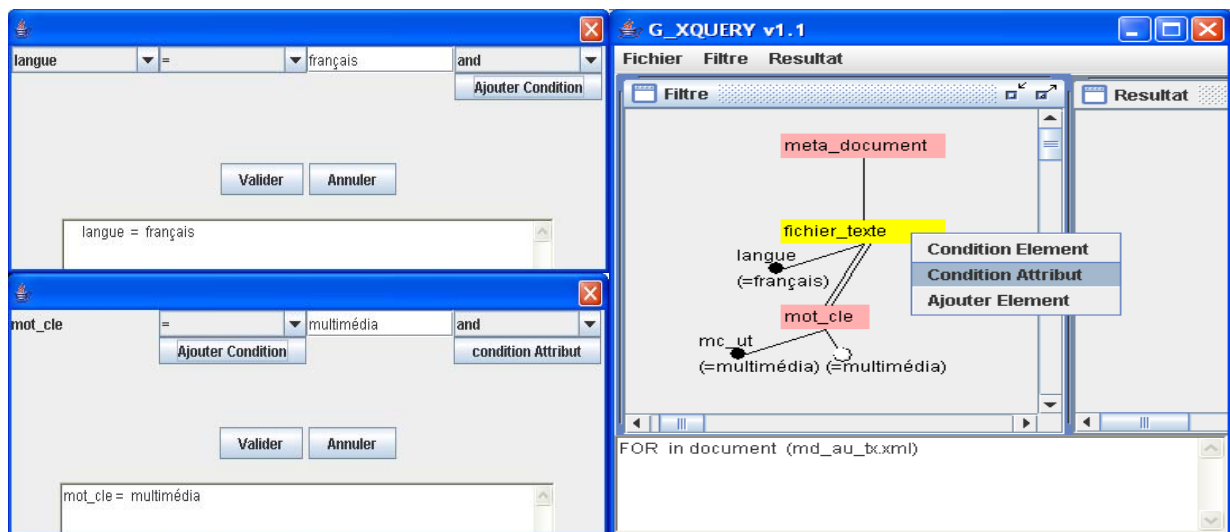 langue = français and
Ajouter Condition
Valider Annuler
langue = français
mot_cle = multimédia and
Ajouter Condition condition Attribut
Valider Annuler
mot_cle = multimédia
G_XQUERY v1.1
Fichier Filtre Resultat
Filtre
Resultat
meta_document
fichier_texte
Condition Element
Condition Attribut
Ajouter Element
langue
(=français)
mot_cle
mc_ut
(=multimédia) (=multimédia)
FOR in document (md_au_tx.xml)